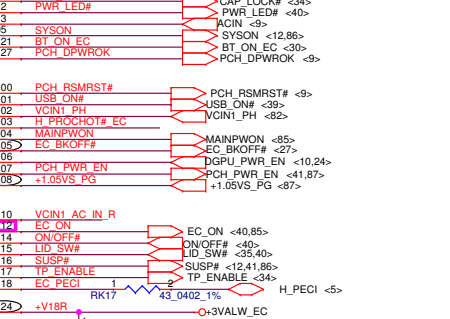 CAP_LOCK# <34>
2 PWR_LED# PWR_LED# <40>
3 ACIN <9>
5 SYSON SYSON <12,86>
21 BT_ON_EC BT_ON_EC <30>
27 PCH_DPWROK PCH_DPWROK <9>
00 PCH_RSMRST# PCH_RSMRST# <9>
01 USB_ON# USB_ON# <39>
02 VCIN1_PH VCIN1_PH <82>
03 H_PROCHOT#_EC
04 MAINPWON MAINPWON <85>
05 EC_BKOFF# EC_BKOFF# <27>
06 DGPU_PWR_EN <10,24>
07 PCH_PWR_EN PCH_PWR_EN <41,87>
08 +1.05VS_PG +1.05VS_PG <87>
10 VCIN1_AC_IN_R
12 EC_ON EC_ON <40,85>
14 ON/OFF# ON/OFF# <40>
15 LID_SW# LID_SW# <35,40>
16 SUSP# SUSP# <12,41,86>
17 TP_ENABLE TP_ENABLE <34>
18 EC_PECI 1 2 H_PECI <5>
RK17 43_0402_1%
24 +V18R +3VALW_EC